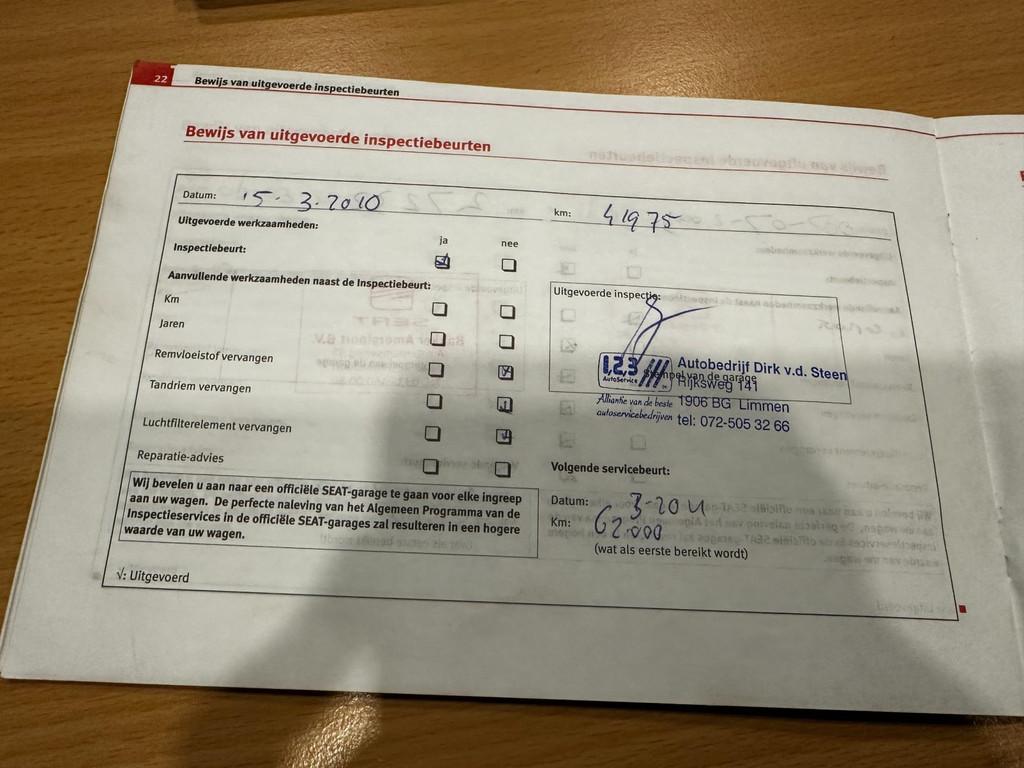 22 Bewijs van uitgevoerde inspectiebeurten
Bewijs van uitgevoerde inspectiebeurten
Datum: 15-3-2010 km: 41975
Uitgevoerde werkzaamheden:
ja nee
Inspectiebeurt:
Aanvullende werkzaamheden naast de Inspectiebeurt:
Km
Jaren
Remvloeistof vervangen
Tandriem vervangen
Luchtfilterelement vervangen
Reparatie-advies
Uitgevoerde inspectie:
Stempel van de garage
1,2,3 AutoService
Alliantie van de beste
autoservicebedrijven
Autobedrijf Dirk v.d. Steen
Rijksweg 141
1906 BG Limmen
tel: 072-505 32 66
Volgende servicebeurt:
Datum: 3-2011
Km: 62.000
(wat als eerste bereikt wordt)
Wij bevelen u aan naar een officiële SEAT-garage te gaan voor elke ingreep
aan uw wagen. De perfecte naleving van het Algemeen Programma van de
Inspectieservices in de officiële SEAT-garages zal resulteren in een hogere
waarde van uw wagen.
√: Uitgevoerd